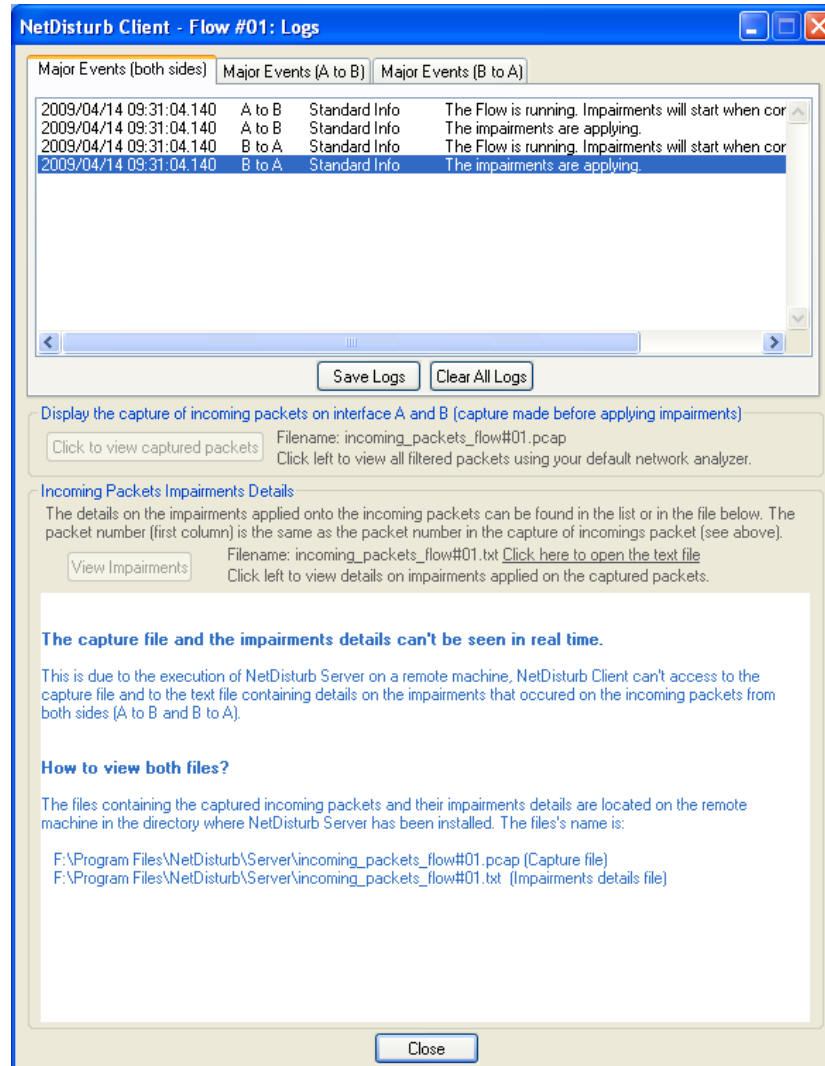 NetDisturb Client - Flow #01: Logs
Major Events (both sides) Major Events (A to B) Major Events (B to A)
2009/04/14 09:31:04.140 A to B Standard Info The Flow is running. Impairments will start when cor
2009/04/14 09:31:04.140 A to B Standard Info The impairments are applying.
2009/04/14 09:31:04.140 B to A Standard Info The Flow is running. Impairments will start when cor
2009/04/14 09:31:04.140 B to A Standard Info The impairments are applying.
Save Logs Clear All Logs
Display the capture of incoming packets on interface A and B (capture made before applying impairments)
Click to view captured packets
Filename: incoming_packets_flow#01.pcap
Click left to view all filtered packets using your default network analyzer.
Incoming Packets Impairments Details
The details on the impairments applied onto the incoming packets can be found in the list or in the file below. The
packet number (first column) is the same as the packet number in the capture of incomings packet (see above).
View Impairments
Filename: incoming_packets_flow#01.txt Click here to open the text file
Click left to view details on impairments applied on the captured packets.
The capture file and the impairments details can't be seen in real time.
This is due to the execution of NetDisturb Server on a remote machine, NetDisturb Client can't access to the
capture file and to the text file containing details on the impairments that occured on the incoming packets from
both sides (A to B and B to A).
How to view both files?
The files containing the captured incoming packets and their impairments details are located on the remote
machine in the directory where NetDisturb Server has been installed. The files's name is:
F:\Program Files\NetDisturb\Server\incoming_packets_flow#01.pcap (Capture file)
F:\Program Files\NetDisturb\Server\incoming_packets_flow#01.txt (Impairments details file)
Close